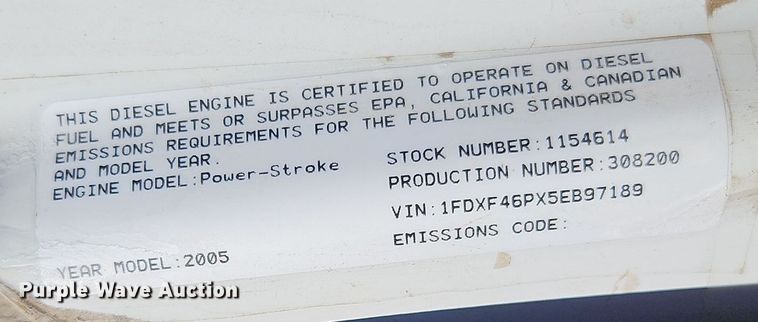 THIS DIESEL ENGINE IS CERTIFIED TO OPERATE ON DIESEL
FUEL AND MEETS OR SURPASSES EPA, CALIFORNIA & CANADIAN
EMISSIONS REQUIREMENTS FOR THE FOLLOWING STANDARDS
AND MODEL YEAR.
ENGINE MODEL:Power-Stroke
STOCK NUMBER:1154614
PRODUCTION NUMBER:308200
VIN:1FDXF46PX5EB97189
EMISSIONS CODE:
YEAR MODEL:2005
Purple Wave Auction